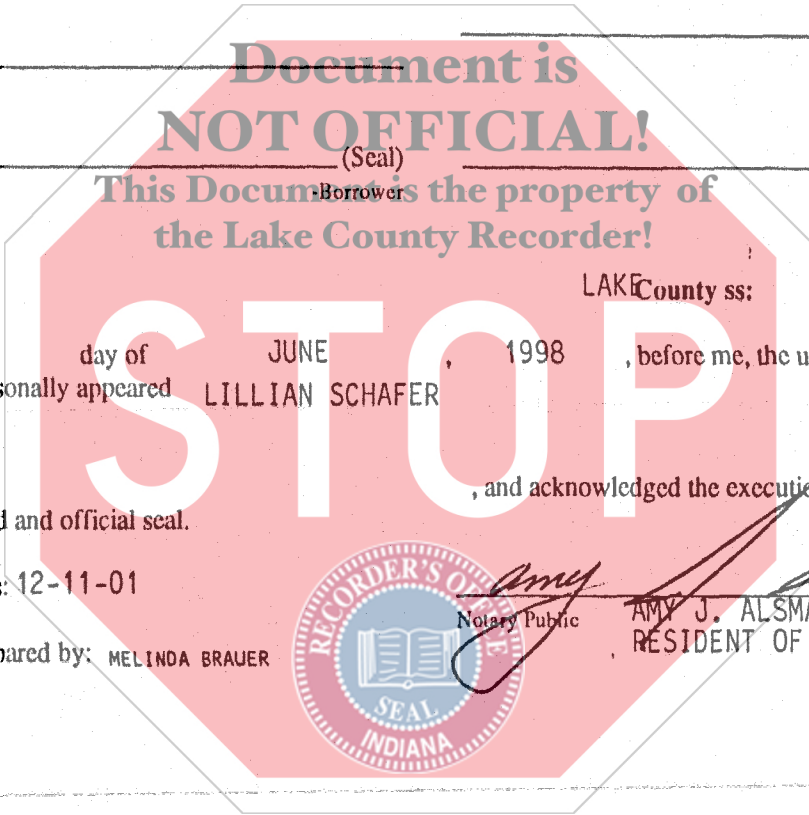 Document is
NOT OFFICIAL!
(Seal)
This Document is the property of
-Borrower
the Lake County Recorder!
LAKE County ss:
day of JUNE , 1998 , before me, the u
sonally appeared LILLIAN SCHAFER
STOP
, and acknowledged the executi
d and official seal.
: 12-11-01
Amy
Notary Public AMY J. ALSMA
pared by: MELINDA BRAUER , RESIDENT OF
RECORDER'S OFFICE
SEAL
INDIANA